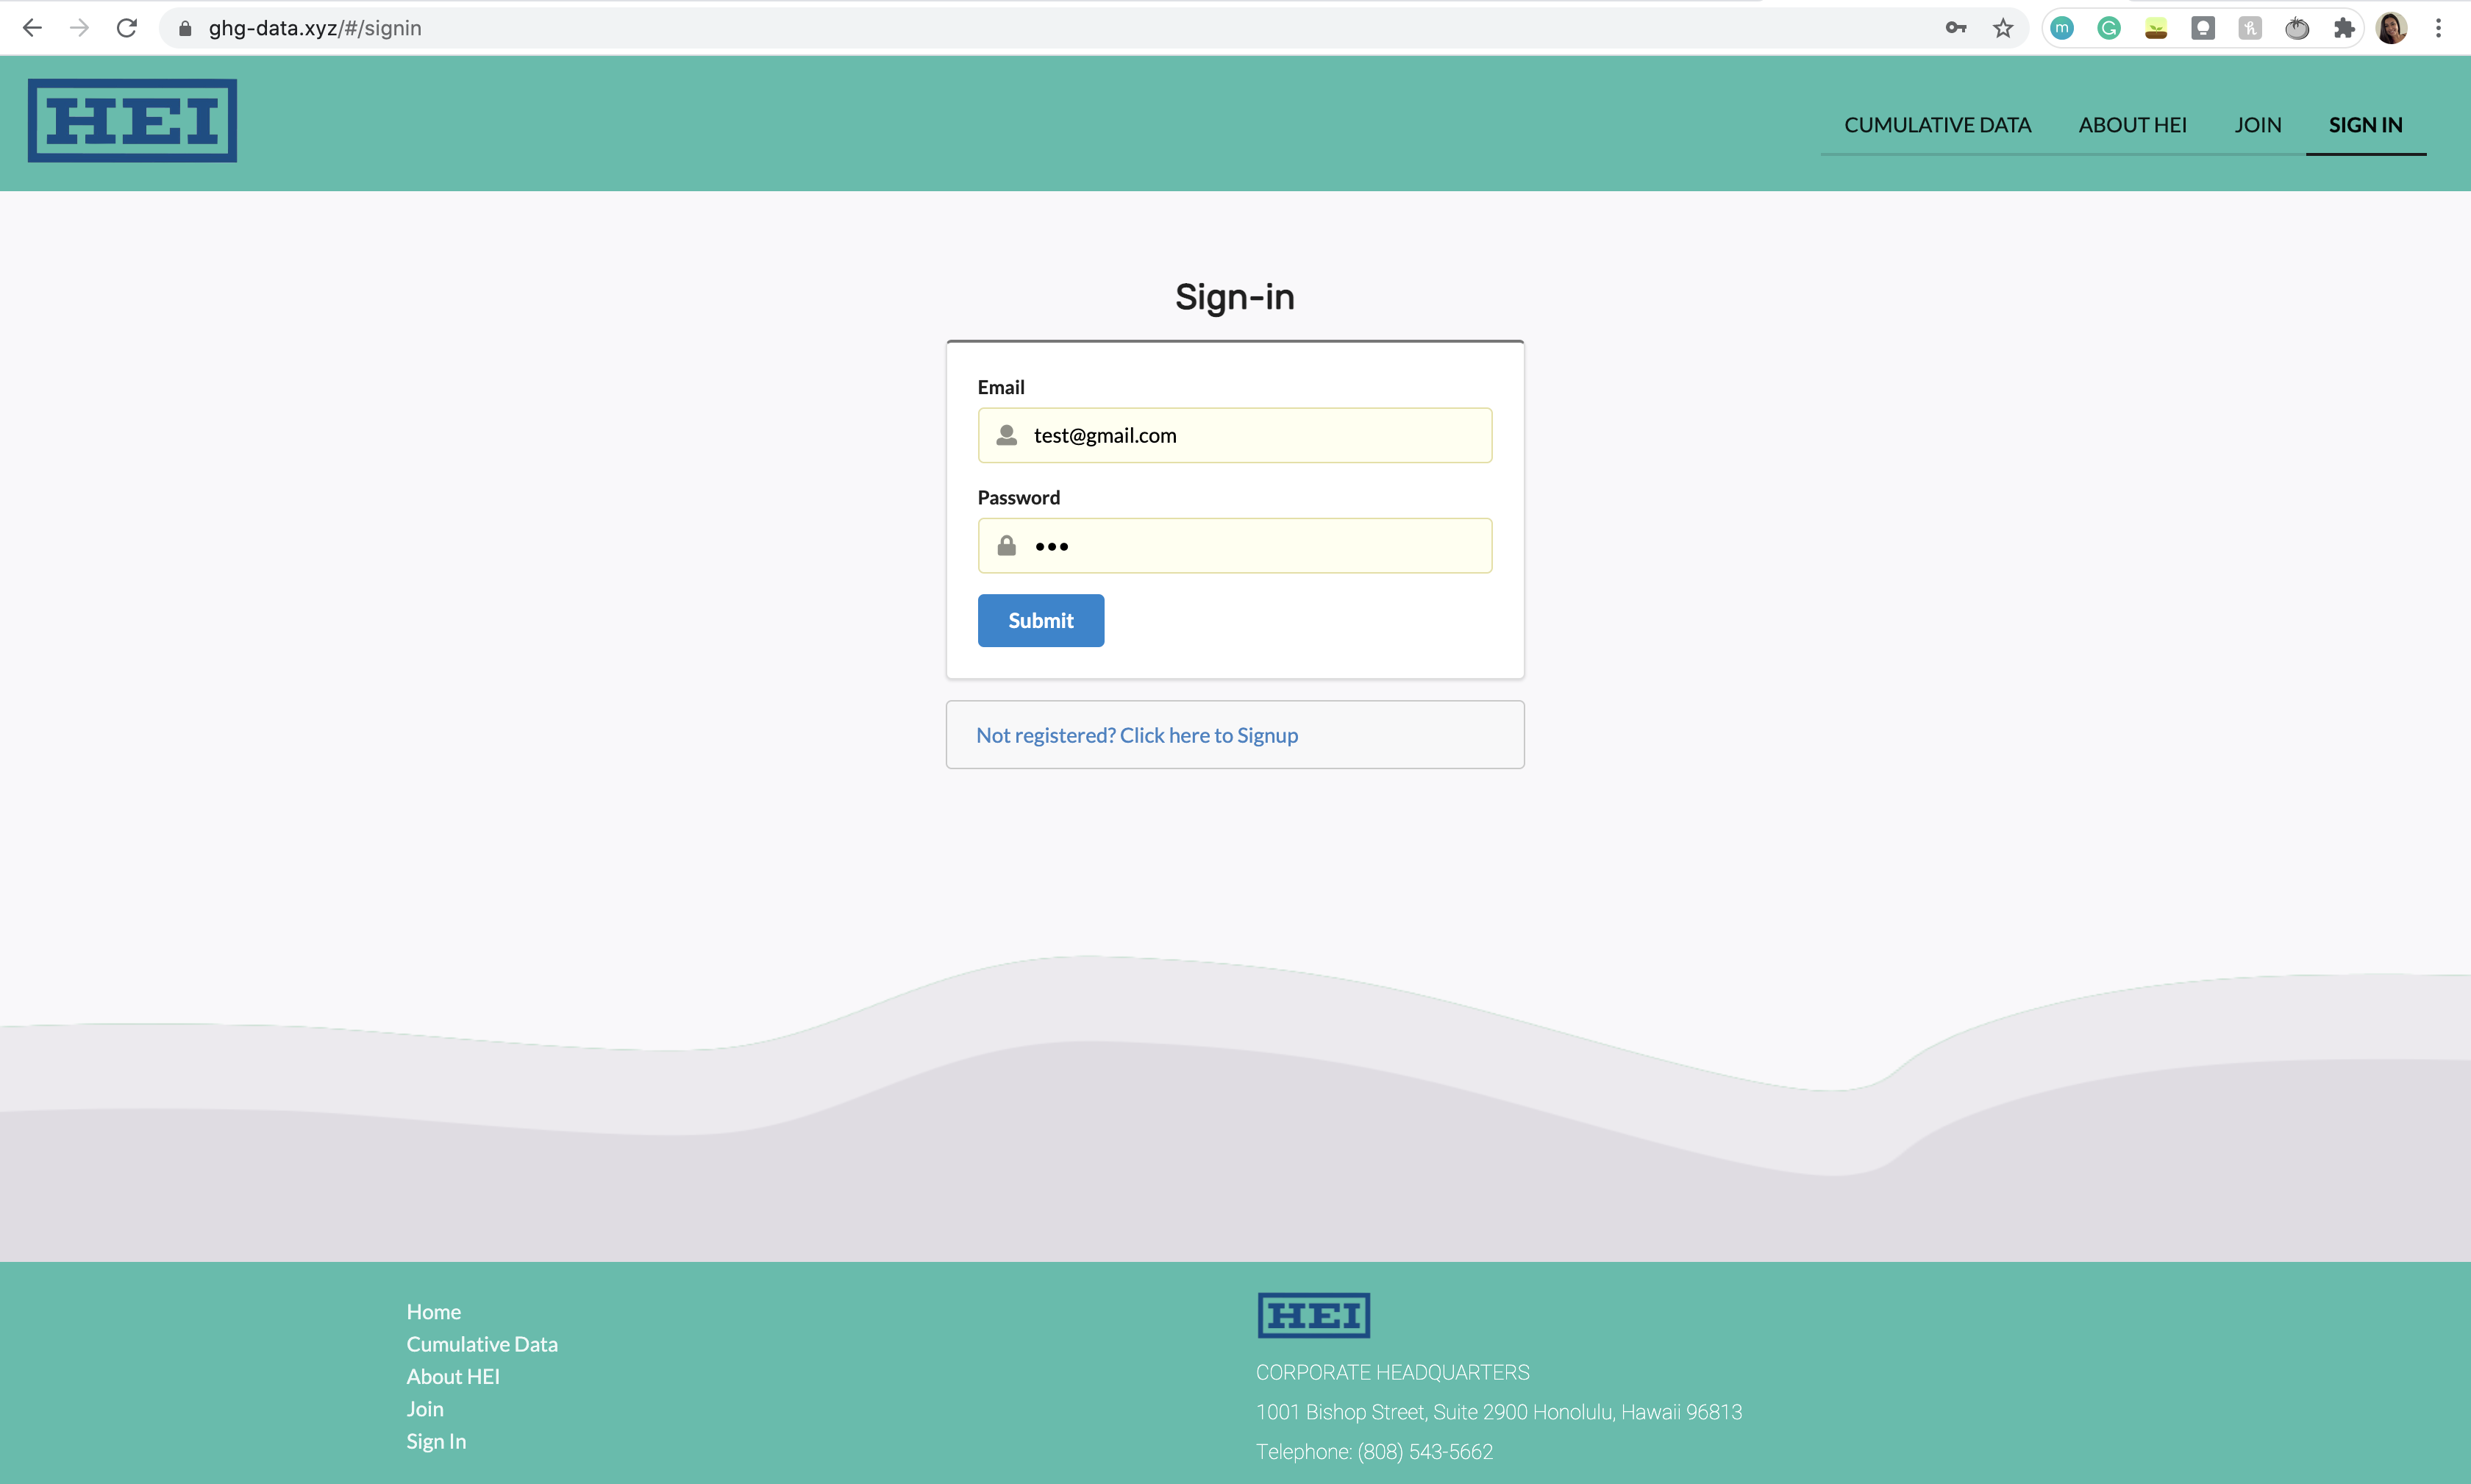 ghg-data.xyz/#/signin
HEI
CUMULATIVE DATA
ABOUT HEI
JOIN
SIGN IN
Sign-in
Email
test@gmail.com
Password
•••
Submit
Not registered? Click here to Signup
Home
Cumulative Data
About HEI
Join
Sign In
HEI
CORPORATE HEADQUARTERS
1001 Bishop Street, Suite 2900 Honolulu, Hawaii 96813
Telephone: (808) 543-5662